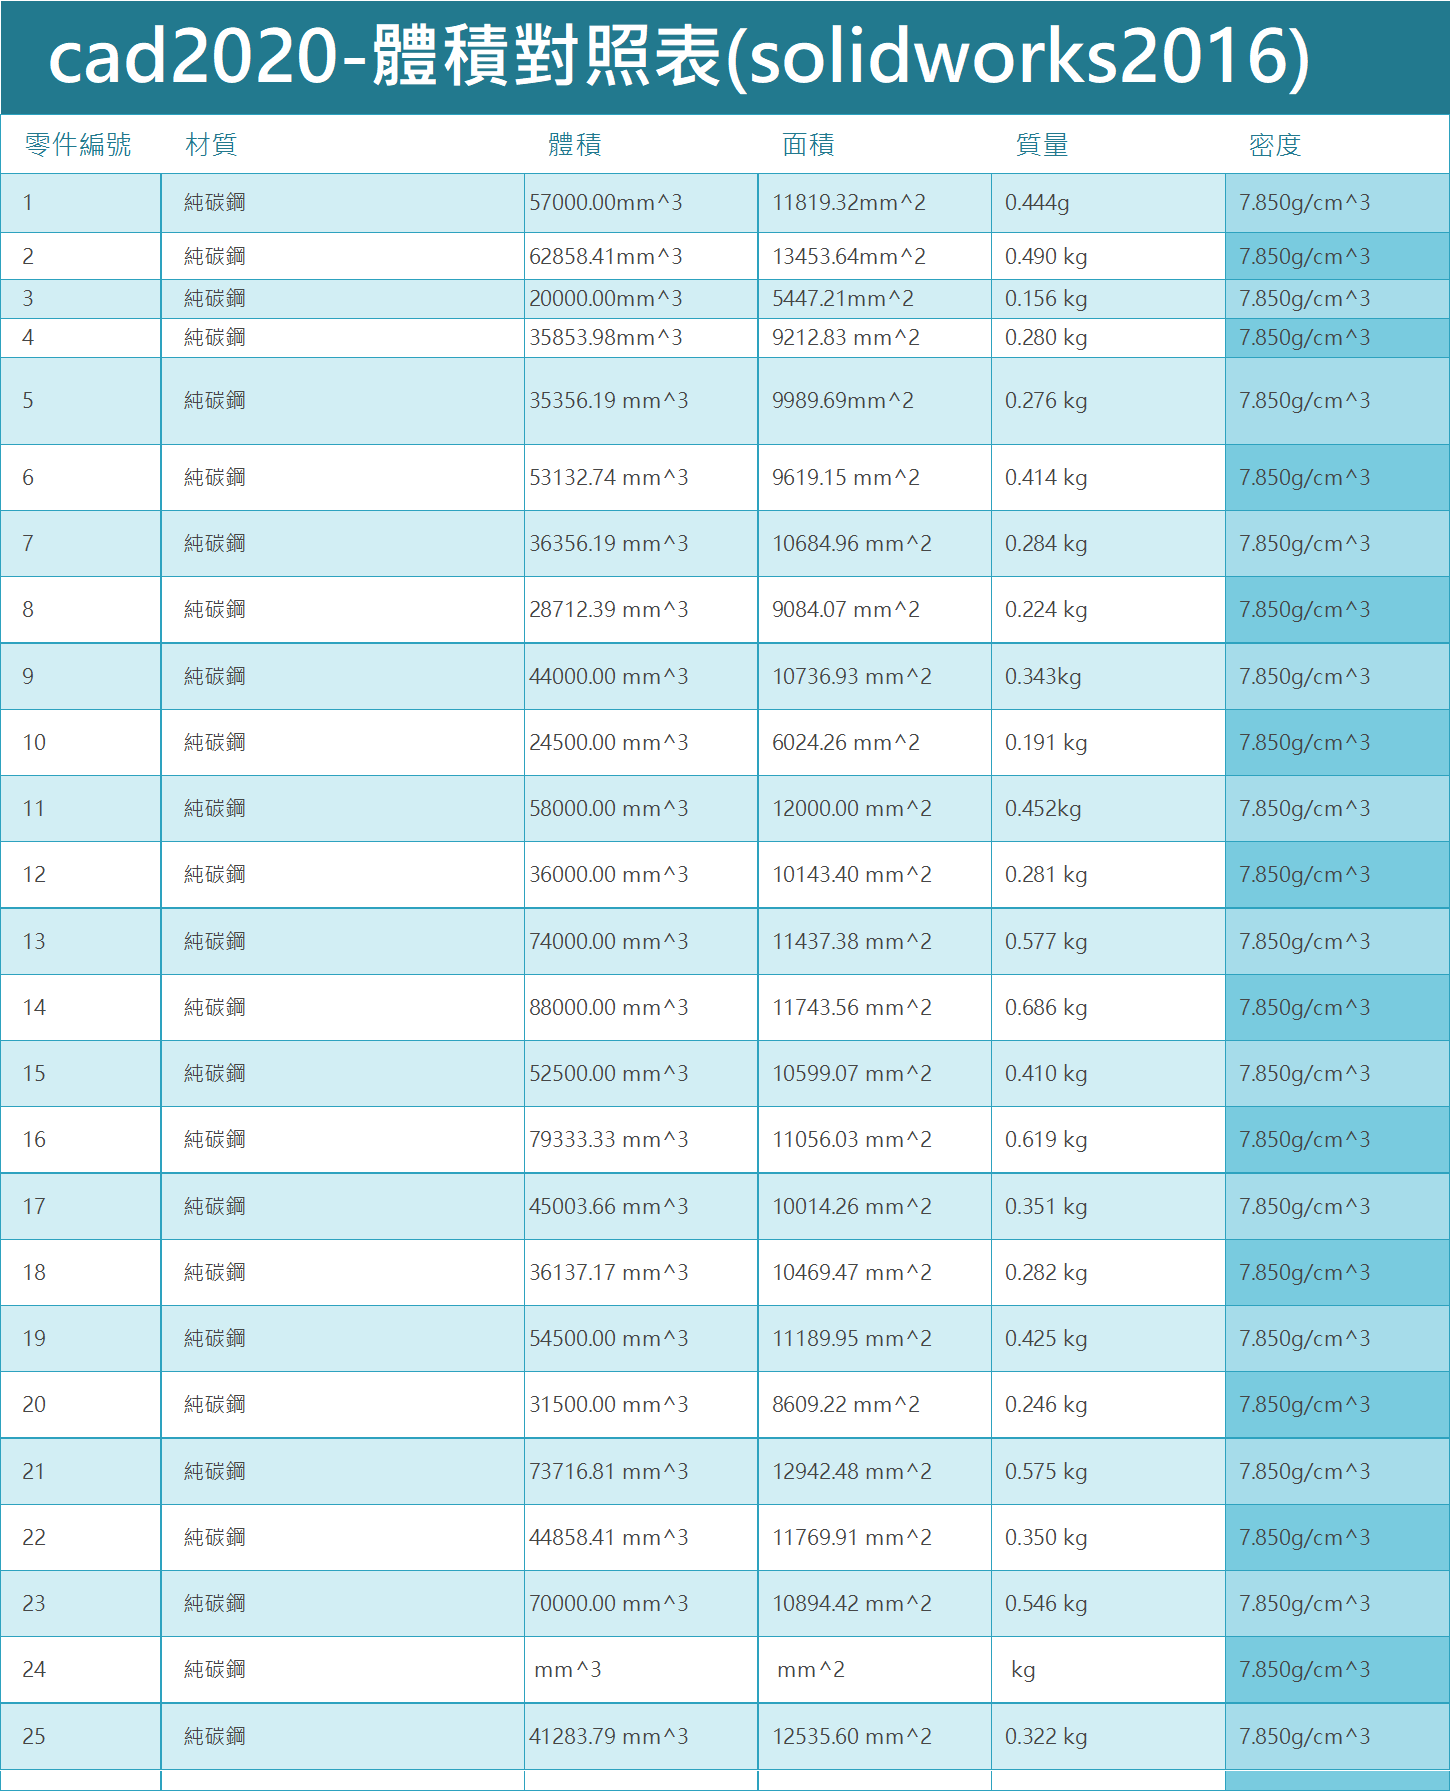 cad2020-體積對照表(solidworks2016)
零件編號 材質 體積 面積 質量 密度
1 純碳鋼 57000.00mm^3 11819.32mm^2 0.444g 7.850g/cm^3
2 純碳鋼 62858.41mm^3 13453.64mm^2 0.490 kg 7.850g/cm^3
3 純碳鋼 20000.00mm^3 5447.21mm^2 0.156 kg 7.850g/cm^3
4 純碳鋼 35853.98mm^3 9212.83 mm^2 0.280 kg 7.850g/cm^3
5 純碳鋼 35356.19 mm^3 9989.69mm^2 0.276 kg 7.850g/cm^3
6 純碳鋼 53132.74 mm^3 9619.15 mm^2 0.414 kg 7.850g/cm^3
7 純碳鋼 36356.19 mm^3 10684.96 mm^2 0.284 kg 7.850g/cm^3
8 純碳鋼 28712.39 mm^3 9084.07 mm^2 0.224 kg 7.850g/cm^3
9 純碳鋼 44000.00 mm^3 10736.93 mm^2 0.343kg 7.850g/cm^3
10 純碳鋼 24500.00 mm^3 6024.26 mm^2 0.191 kg 7.850g/cm^3
11 純碳鋼 58000.00 mm^3 12000.00 mm^2 0.452kg 7.850g/cm^3
12 純碳鋼 36000.00 mm^3 10143.40 mm^2 0.281 kg 7.850g/cm^3
13 純碳鋼 74000.00 mm^3 11437.38 mm^2 0.577 kg 7.850g/cm^3
14 純碳鋼 88000.00 mm^3 11743.56 mm^2 0.686 kg 7.850g/cm^3
15 純碳鋼 52500.00 mm^3 10599.07 mm^2 0.410 kg 7.850g/cm^3
16 純碳鋼 79333.33 mm^3 11056.03 mm^2 0.619 kg 7.850g/cm^3
17 純碳鋼 45003.66 mm^3 10014.26 mm^2 0.351 kg 7.850g/cm^3
18 純碳鋼 36137.17 mm^3 10469.47 mm^2 0.282 kg 7.850g/cm^3
19 純碳鋼 54500.00 mm^3 11189.95 mm^2 0.425 kg 7.850g/cm^3
20 純碳鋼 31500.00 mm^3 8609.22 mm^2 0.246 kg 7.850g/cm^3
21 純碳鋼 73716.81 mm^3 12942.48 mm^2 0.575 kg 7.850g/cm^3
22 純碳鋼 44858.41 mm^3 11769.91 mm^2 0.350 kg 7.850g/cm^3
23 純碳鋼 70000.00 mm^3 10894.42 mm^2 0.546 kg 7.850g/cm^3
24 純碳鋼 mm^3 mm^2 kg 7.850g/cm^3
25 純碳鋼 41283.79 mm^3 12535.60 mm^2 0.322 kg 7.850g/cm^3